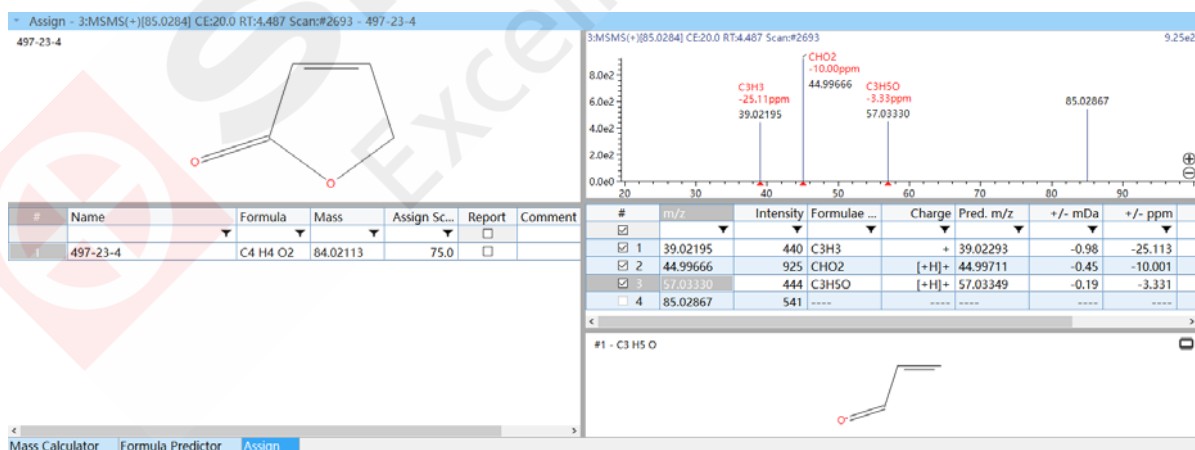 Assign - 3:MSMS(+)[85.0284] CE:20.0 RT:4.487 Scan:#2693 - 497-23-4
497-23-4
O
O
# Name Formula Mass Assign Sc... Report Comment
1 497-23-4 C4 H4 O2 84.02113 75.0
3:MSMS(+)[85.0284] CE:20.0 RT:4.487 Scan:#2693 9.25e2
CHO2
-10.00ppm
44.99666
C3H3
-25.11ppm
39.02195
C3H5O
-3.33ppm
57.03330
85.02867
8.0e2
6.0e2
4.0e2
2.0e2
0.0e0
20 30 40 50 60 70 80 90
# m/z Intensity Formulae ... Charge Pred. m/z +/- mDa +/- ppm
1 39.02195 440 C3H3 + 39.02293 -0.98 -25.113
2 44.99666 925 CHO2 [+H]+ 44.99711 -0.45 -10.001
3 57.03330 444 C3H5O [+H]+ 57.03349 -0.19 -3.331
4 85.02867 541 ---- ---- ---- ---- ----
#1 - C3 H5 O
O
Mass Calculator Formula Predictor Assign